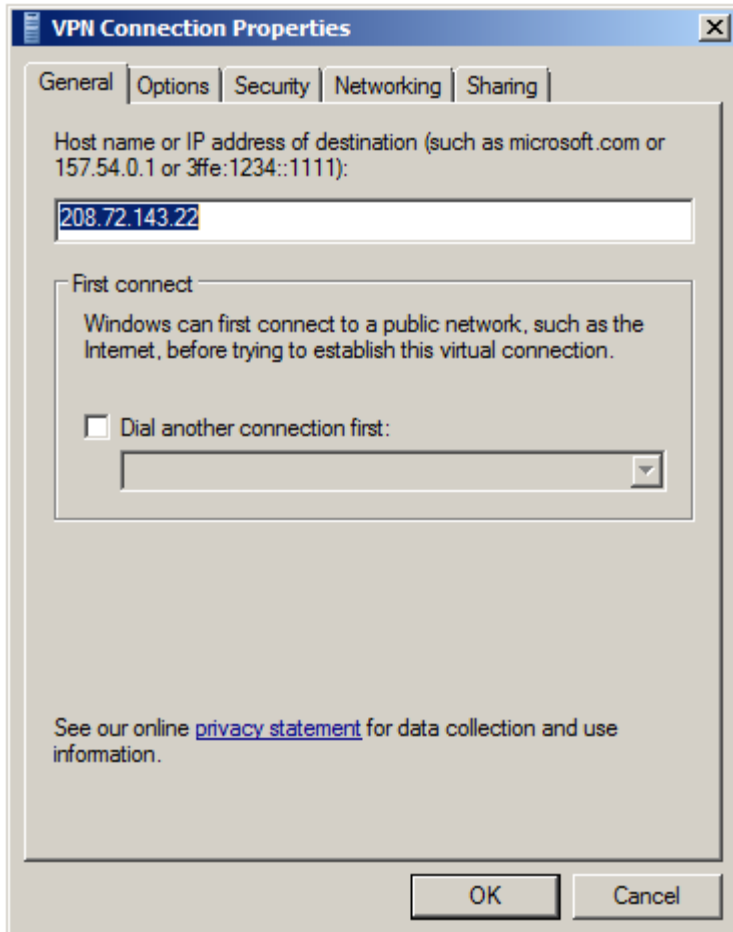 VPN Connection Properties
General Options Security Networking Sharing
Host name or IP address of destination (such as microsoft.com or
157.54.0.1 or 3ffe:1234::1111):
208.72.143.22
First connect
Windows can first connect to a public network, such as the
Internet, before trying to establish this virtual connection.
Dial another connection first:
See our online privacy statement for data collection and use
information.
OK Cancel